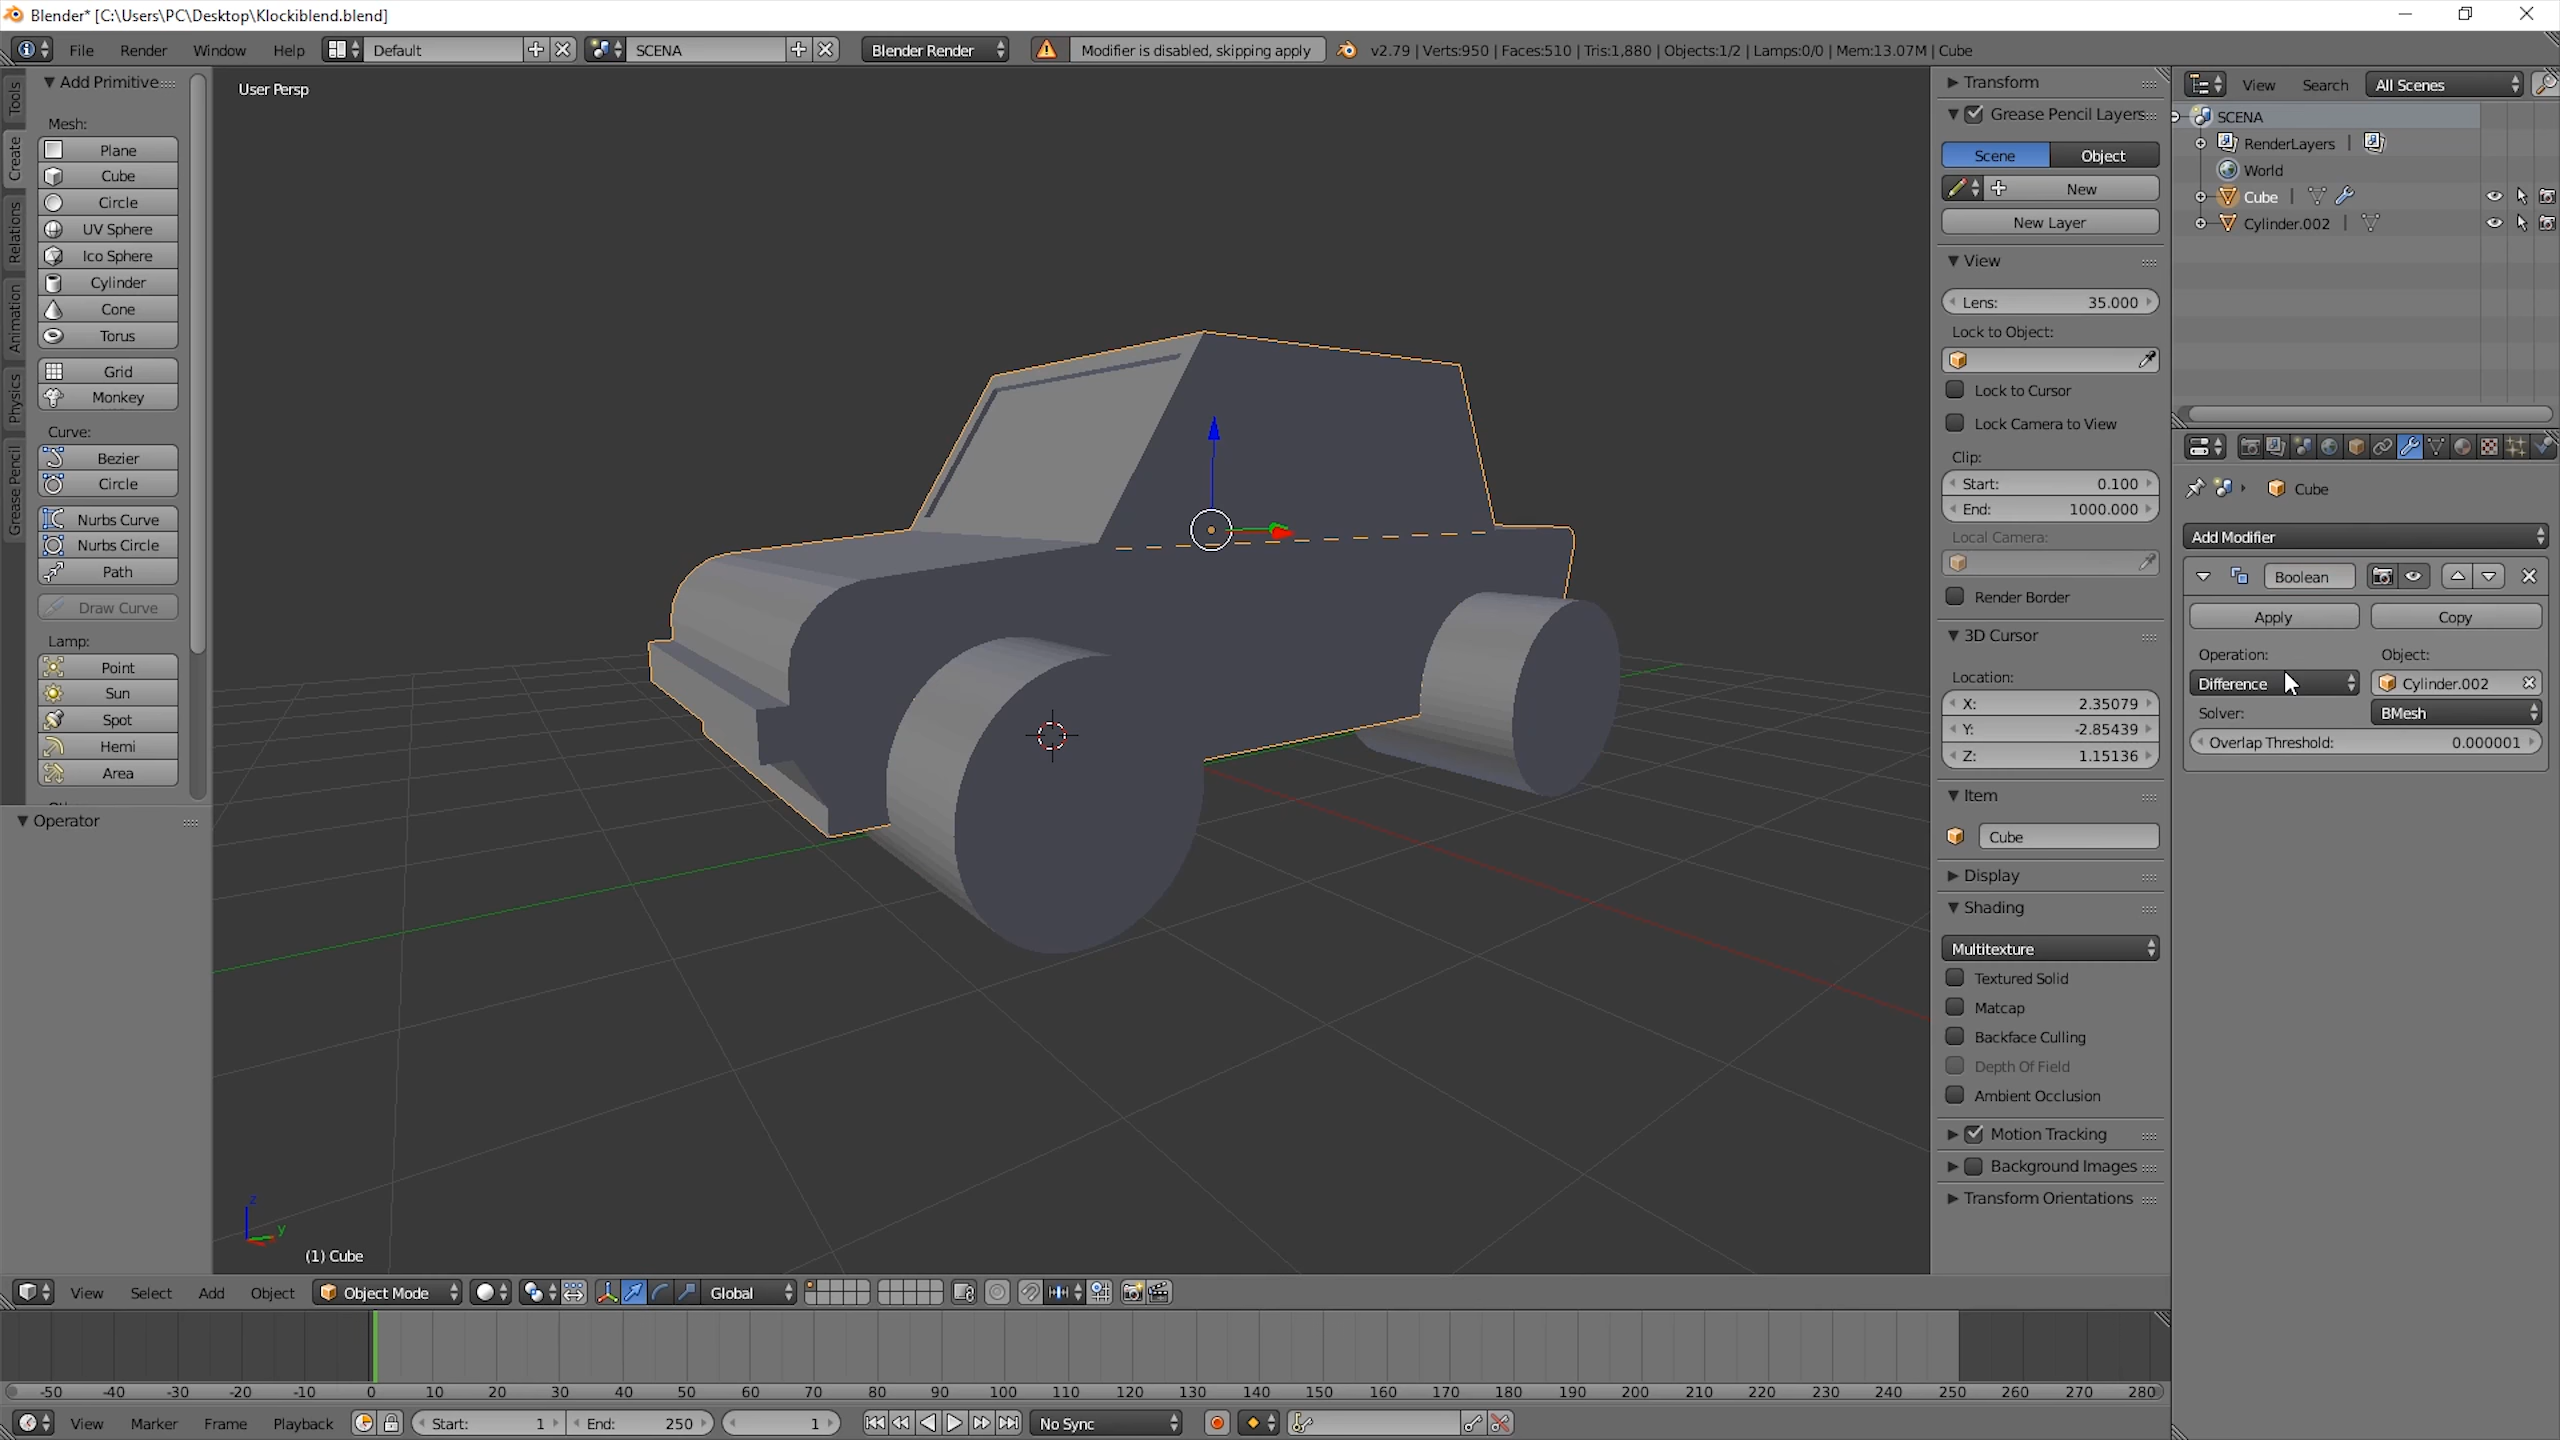 Blender* [C:\Users\PC\Desktop\Klockiblend.blend]
File Render Window Help Default SCENA Blender Render Modifier is disabled, skipping apply v2.79 | Verts:950 | Faces:510 | Tris:1,880 | Objects:1/2 | Lamps:0/0 | Mem:13.07M | Cube
Tools
Create
Relations
Animation
Physics
Grease Pencil
Add Primitive
Mesh:
Plane
Cube
Circle
UV Sphere
Ico Sphere
Cylinder
Cone
Torus
Grid
Monkey
Curve:
Bezier
Circle
Nurbs Curve
Nurbs Circle
Path
Draw Curve
Lamp:
Point
Sun
Spot
Hemi
Area
Operator
User Persp
z
y
(1) Cube
Transform
Grease Pencil Layers
Scene Object
New
New Layer
View
Lens: 35.000
Lock to Object:
Lock to Cursor
Lock Camera to View
Clip:
Start: 0.100
End: 1000.000
Local Camera:
Render Border
3D Cursor
Location:
X: 2.35079
Y: -2.85439
Z: 1.15136
Item
Cube
Display
Shading
Multitexture
Textured Solid
Matcap
Backface Culling
Depth Of Field
Ambient Occlusion
Motion Tracking
Background Images
Transform Orientations
View Search All Scenes
SCENA
RenderLayers |
World
Cube |
Cylinder.002 |
Cube
Add Modifier
Boolean
Apply Copy
Operation: Object:
Difference Cylinder.002
Solver: BMesh
Overlap Threshold: 0.000001
View Select Add Object Object Mode Global
-50 -40 -30 -20 -10 0 10 20 30 40 50 60 70 80 90 100 110 120 130 140 150 160 170 180 190 200 210 220 230 240 250 260 270 280
View Marker Frame Playback Start: 1 End: 250 1 No Sync